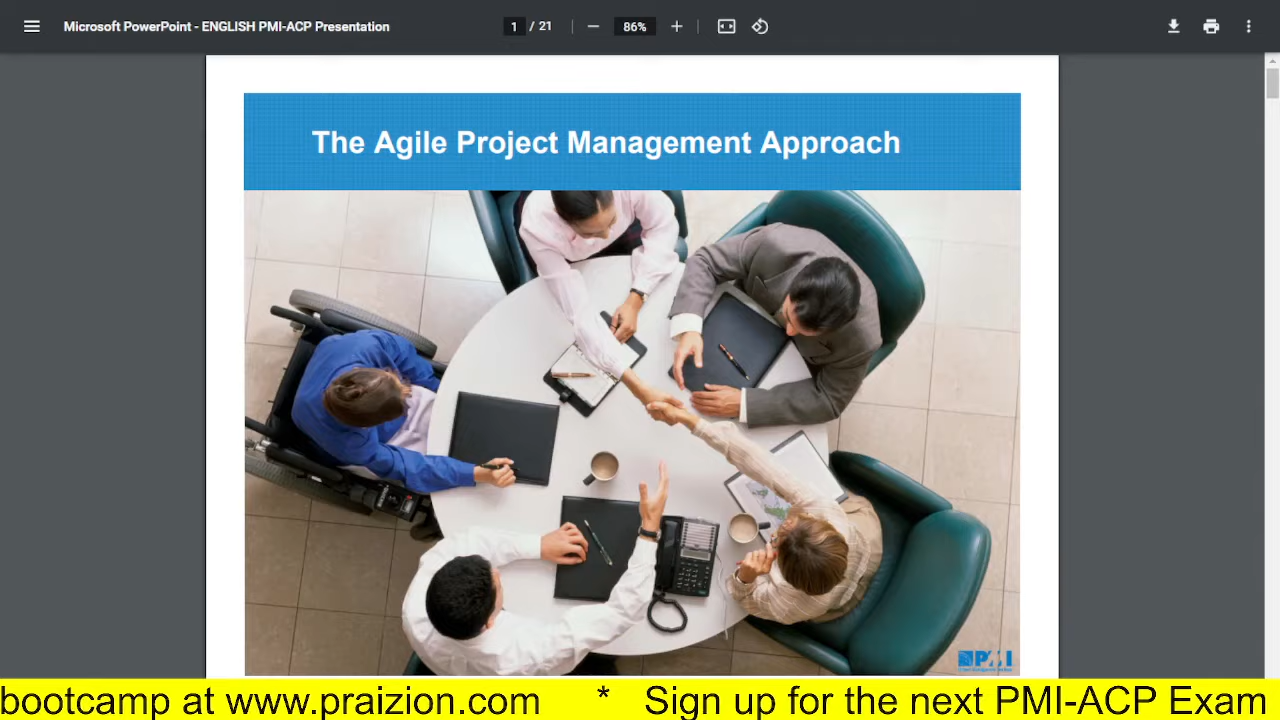 Microsoft PowerPoint - ENGLISH PMI-ACP Presentation
1 / 21
86%
The Agile Project Management Approach
PMI
bootcamp at www.praizion.com * Sign up for the next PMI-ACP Exam